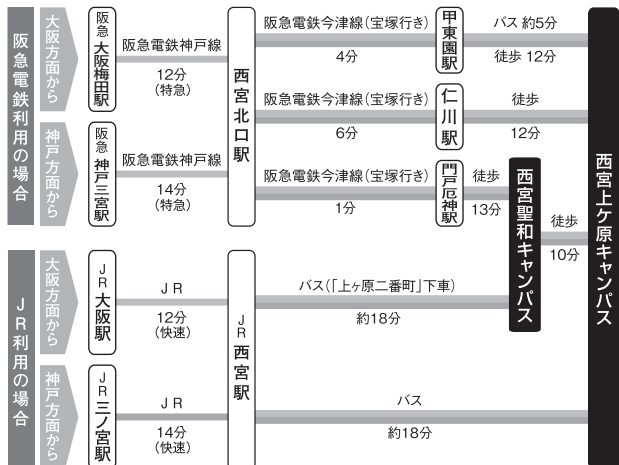 阪急電鉄利用の場合
大阪方面から
阪急 大阪梅田駅
阪急電鉄神戸線
12分
(特急)
神戸方面から
阪急 神戸三宮駅
阪急電鉄神戸線
14分
(特急)
西宮北口駅
阪急電鉄今津線(宝塚行き)
4分
甲東園駅
バス 約5分
徒歩 12分
阪急電鉄今津線(宝塚行き)
6分
仁川駅
徒歩
12分
阪急電鉄今津線(宝塚行き)
1分
門戸厄神駅
徒歩
13分
西宮聖和キャンパス
徒歩
10分
西宮上ケ原キャンパス
JR利用の場合
大阪方面から
JR 大阪駅
JR
12分
(快速)
神戸方面から
JR 三ノ宮駅
JR
14分
(快速)
JR 西宮駅
バス(「上ヶ原二番町」下車)
約18分
バス
約18分